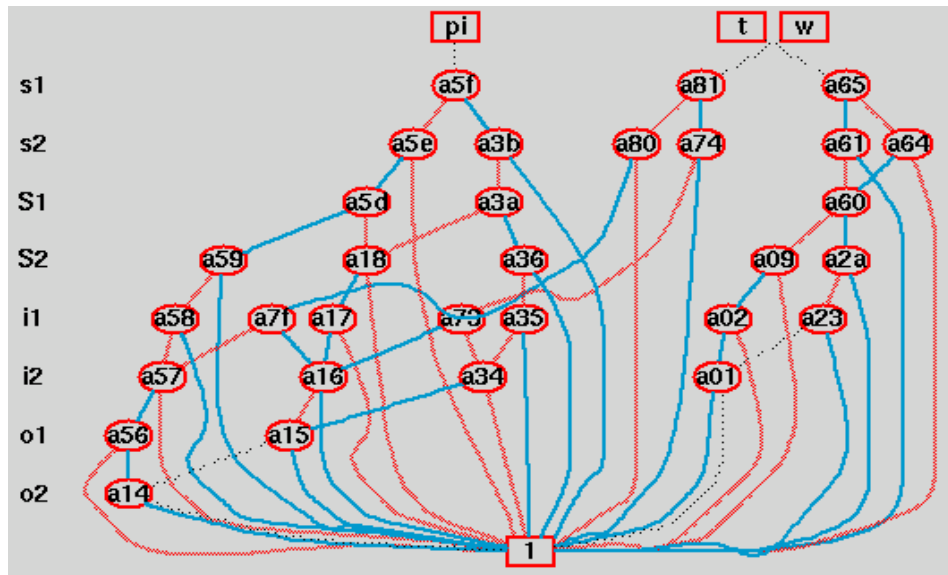 pi t w
s1 a5f a81 a65
s2 a5e a3b a80 a74 a61 a64
S1 a5d a3a a60
S2 a59 a18 a36 a09 a2a
i1 a58 a7f a17 a73 a35 a02 a23
i2 a57 a16 a34 a01
o1 a56 a15
o2 a14
1